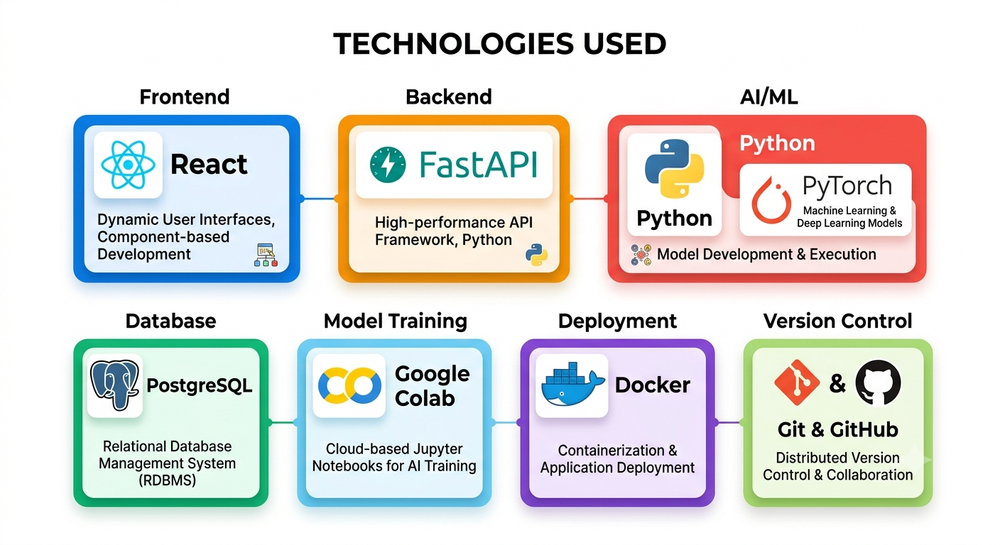 TECHNOLOGIES USED
Frontend
React
Dynamic User Interfaces,
Component-based
Development
Backend
FastAPI
High-performance API
Framework, Python
AI/ML
Python
Python
PyTorch
Machine Learning &
Deep Learning Models
Model Development & Execution
Database
PostgreSQL
Relational Database
Management System
(RDBMS)
Model Training
Google
Colab
Cloud-based Jupyter
Notebooks for AI Training
Deployment
Docker
Containerization &
Application Deployment
Version Control
&
Git & GitHub
Distributed Version
Control & Collaboration